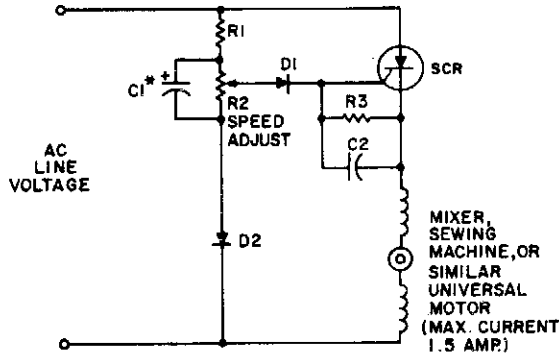 R1
D1
SCR
C1*
+
R2
SPEED
ADJUST
R3
C2
AC
LINE
VOLTAGE
D2
MIXER,
SEWING
MACHINE, OR
SIMILAR
UNIVERSAL
MOTOR
(MAX. CURRENT
1.5 AMP.)